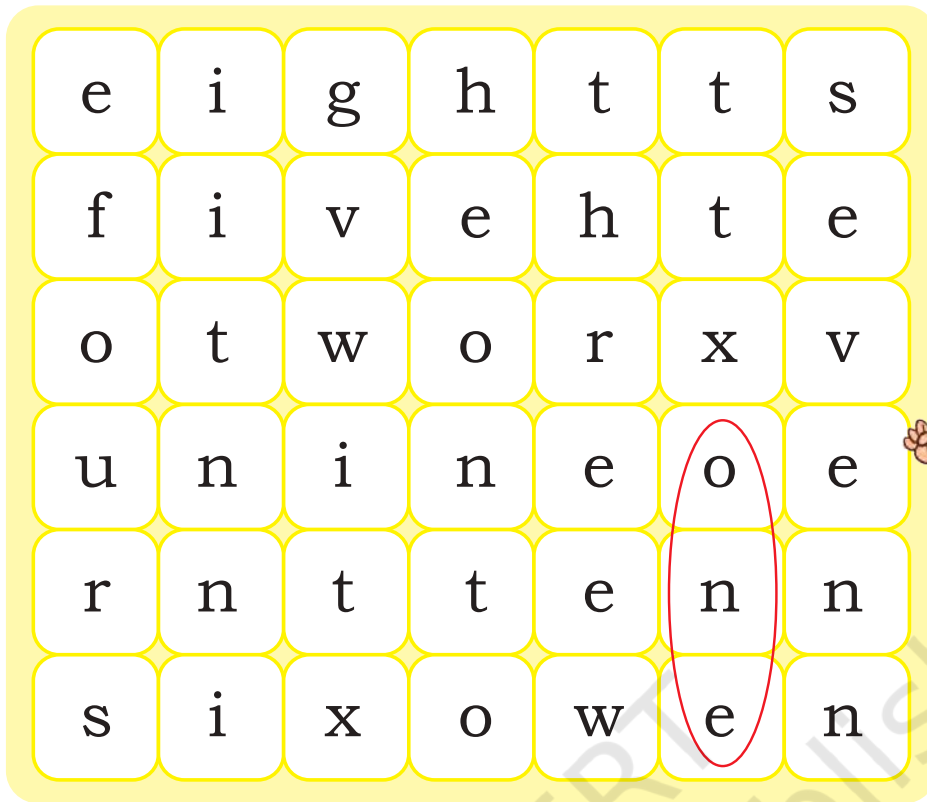 e i g h t t s
f i v e h t e
o t w o r x v
u n i n e o e
r n t t e n n
s i x o w e n